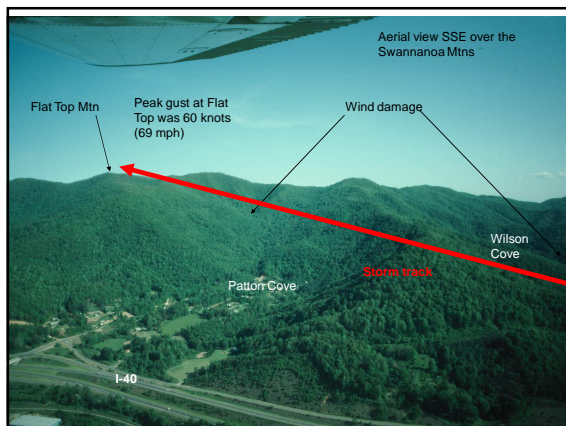 Aerial view SSE over the
Swannanoa Mtns
Flat Top Mtn
Peak gust at Flat
Top was 60 knots
(69 mph)
Wind damage
Wilson
Cove
Storm track
Patton Cove
I-40